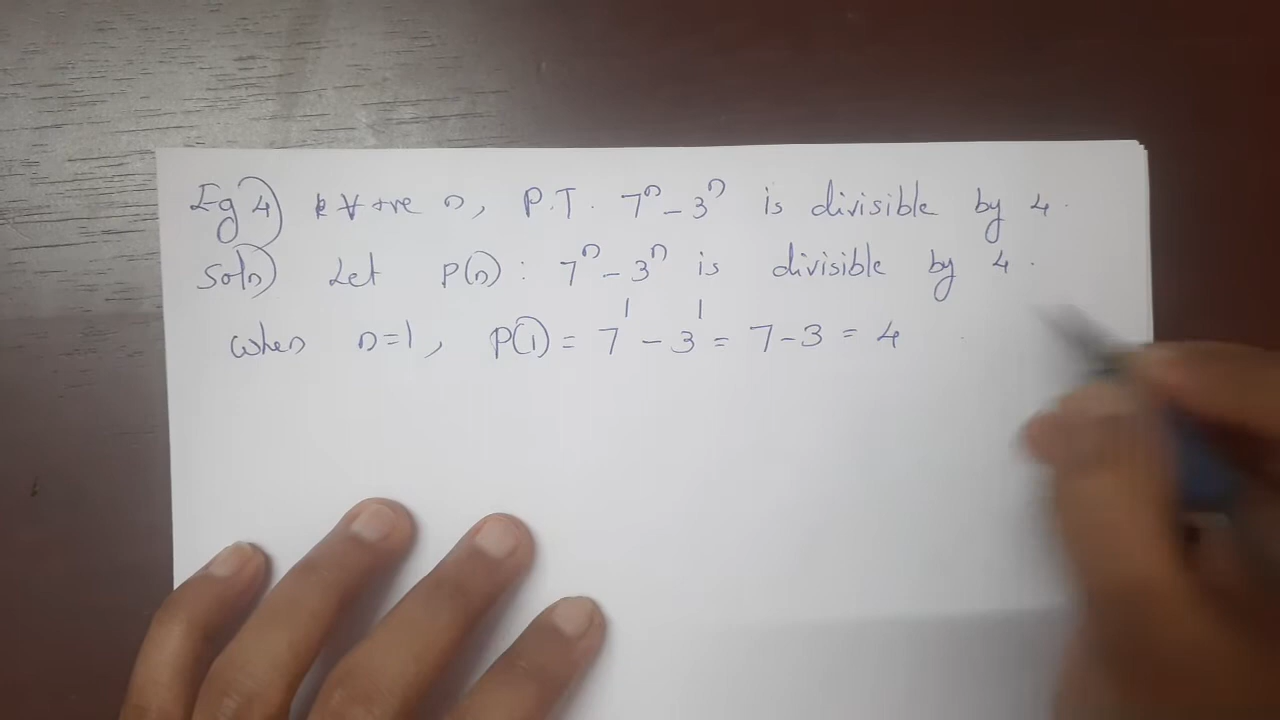 Eg 4) ∀ +ve n, P.T. 7ⁿ - 3ⁿ is divisible by 4.
Soln) Let P(n) : 7ⁿ - 3ⁿ is divisible by 4.
when n=1, P(1) = 7¹ - 3¹ = 7-3 = 4